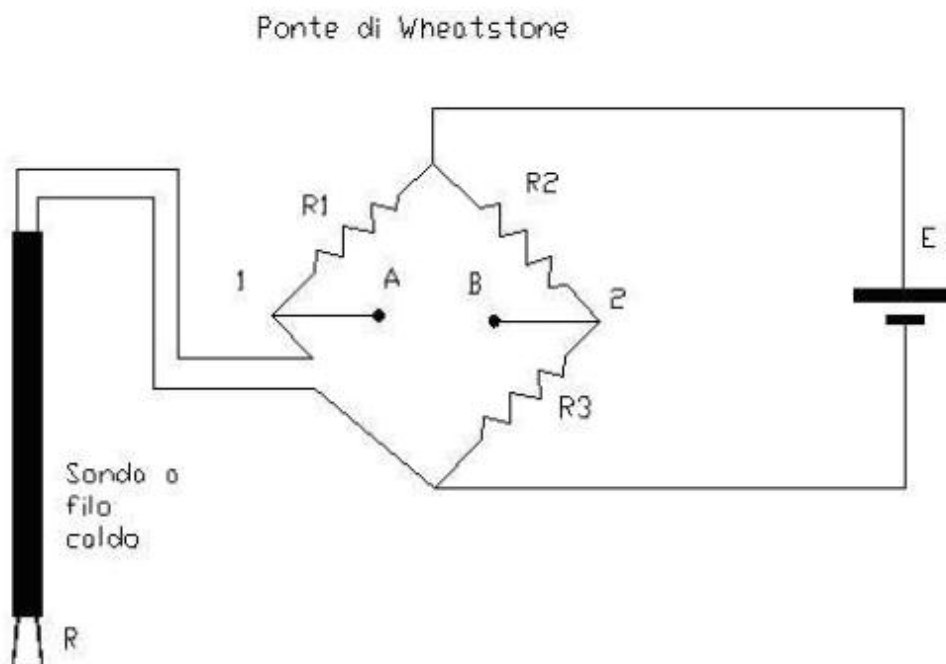 Ponte di Wheatstone
R1
R2
E
1
A
B
2
R3
Sonda a
filo
caldo
R